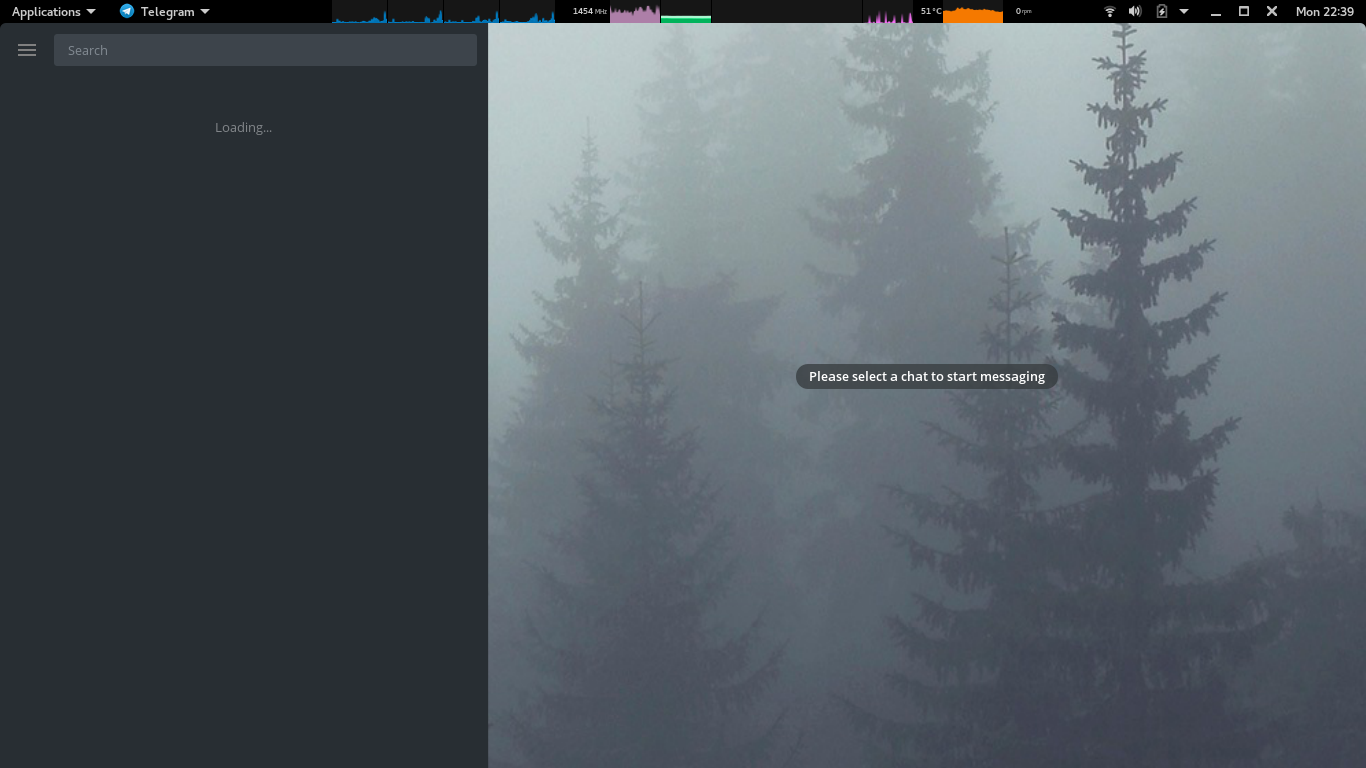 Applications Telegram 1454 MHz 51 °C 0 rpm Mon 22:39
Search
Loading...
Please select a chat to start messaging